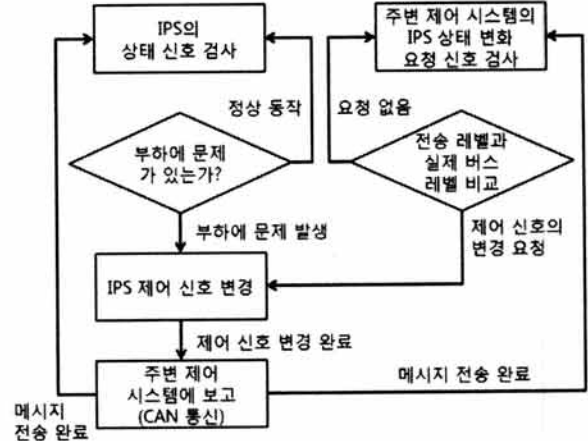 IPS의
상태 신호 검사
주변 제어 시스템의
IPS 상태 변화
요청 신호 검사
정상 동작
요청 없음
부하에 문제
가 있는가?
전송 레벨과
실제 버스
레벨 비교
부하에 문제 발생
제어 신호의
변경 요청
IPS 제어 신호 변경
제어 신호 변경 완료
주변 제어
시스템에 보고
(CAN 통신)
메시지 전송 완료
메시지
전송 완료